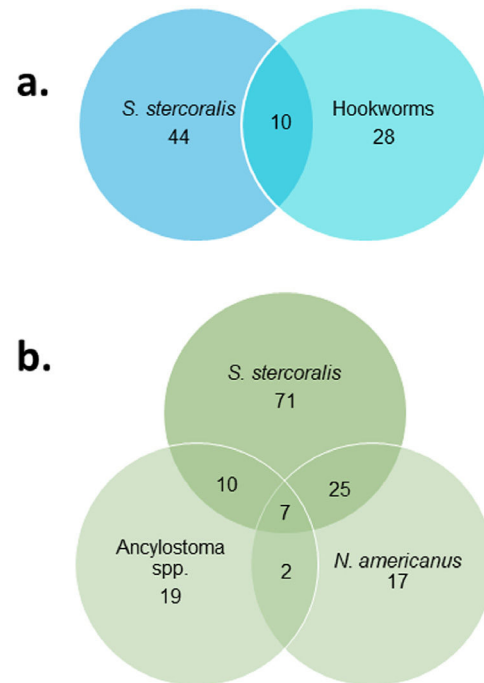 a.
S. stercoralis
44
10
Hookworms
28
b.
S. stercoralis
71
10
25
7
Ancylostoma
spp.
19
2
N. americanus
17